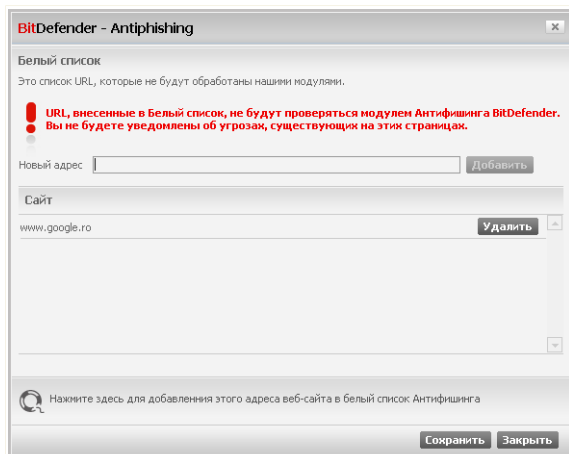 BitDefender - Antiphishing
Белый список
Это список URL, которые не будут обработаны нашими модулями.
URL, внесенные в Белый список, не будут проверяться модулем Антифишинга BitDefender.
Вы не будете уведомлены об угрозах, существующих на этих страницах.
Новый адрес Добавить
Сайт
www.google.ro Удалить
Нажмите здесь для добавленния этого адреса веб-сайта в белый список Антифишинга
Сохранить Закрыть